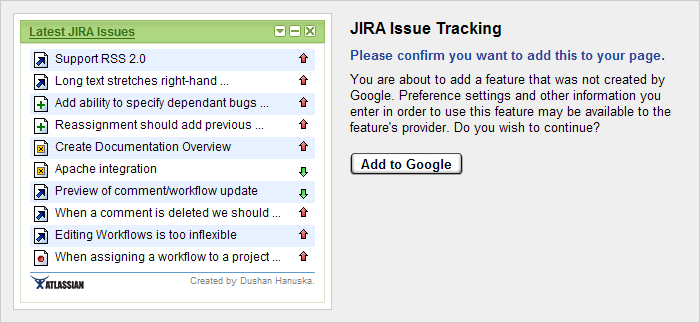 Latest JIRA Issues
Support RSS 2.0
Long text stretches right-hand ...
Add ability to specify dependant bugs ...
Reassignment should add previous ...
Create Documentation Overview
Apache integration
Preview of comment/workflow update
When a comment is deleted we should ...
Editing Workflows is too inflexible
When assigning a workflow to a project ...
ATLASSIAN
Created by Dushan Hanuska.
JIRA Issue Tracking
Please confirm you want to add this to your page.
You are about to add a feature that was not created by
Google. Preference settings and other information you
enter in order to use this feature may be available to the
feature's provider. Do you wish to continue?
Add to Google